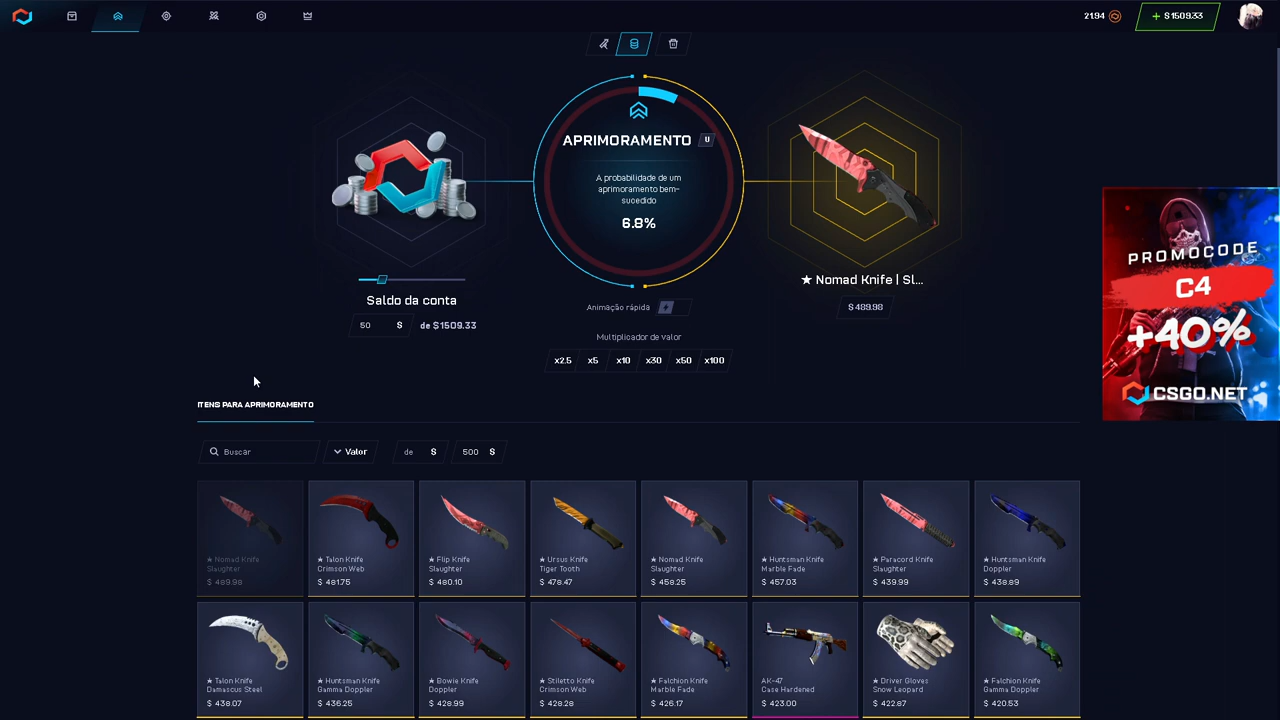 21.94
+ $ 1509.33
APRIMORAMENTO U
A probabilidade de um
aprimoramento bem-
sucedido
6.8%
Saldo da conta
50 $ de $ 1509.33
★ Nomad Knife | Sl...
$ 489.98
Animação rápida
Multiplicador de valor
x2.5 x5 x10 x30 x50 x100
PROMOCODE
C4
+40%
CSGO.NET
ITENS PARA APRIMORAMENTO
Buscar Valor de $ 500 $
★ Nomad Knife
Slaughter
$ 489.98
★ Talon Knife
Crimson Web
$ 481.75
★ Flip Knife
Slaughter
$ 480.10
★ Ursus Knife
Tiger Tooth
$ 478.47
★ Nomad Knife
Slaughter
$ 458.25
★ Huntsman Knife
Marble Fade
$ 457.03
★ Paracord Knife
Slaughter
$ 439.99
★ Huntsman Knife
Doppler
$ 438.89
★ Talon Knife
Damascus Steel
$ 438.07
★ Huntsman Knife
Gamma Doppler
$ 436.25
★ Bowie Knife
Doppler
$ 428.99
★ Stiletto Knife
Crimson Web
$ 428.28
★ Falchion Knife
Marble Fade
$ 426.17
AK-47
Case Hardened
$ 423.00
★ Driver Gloves
Snow Leopard
$ 422.87
★ Falchion Knife
Gamma Doppler
$ 420.53